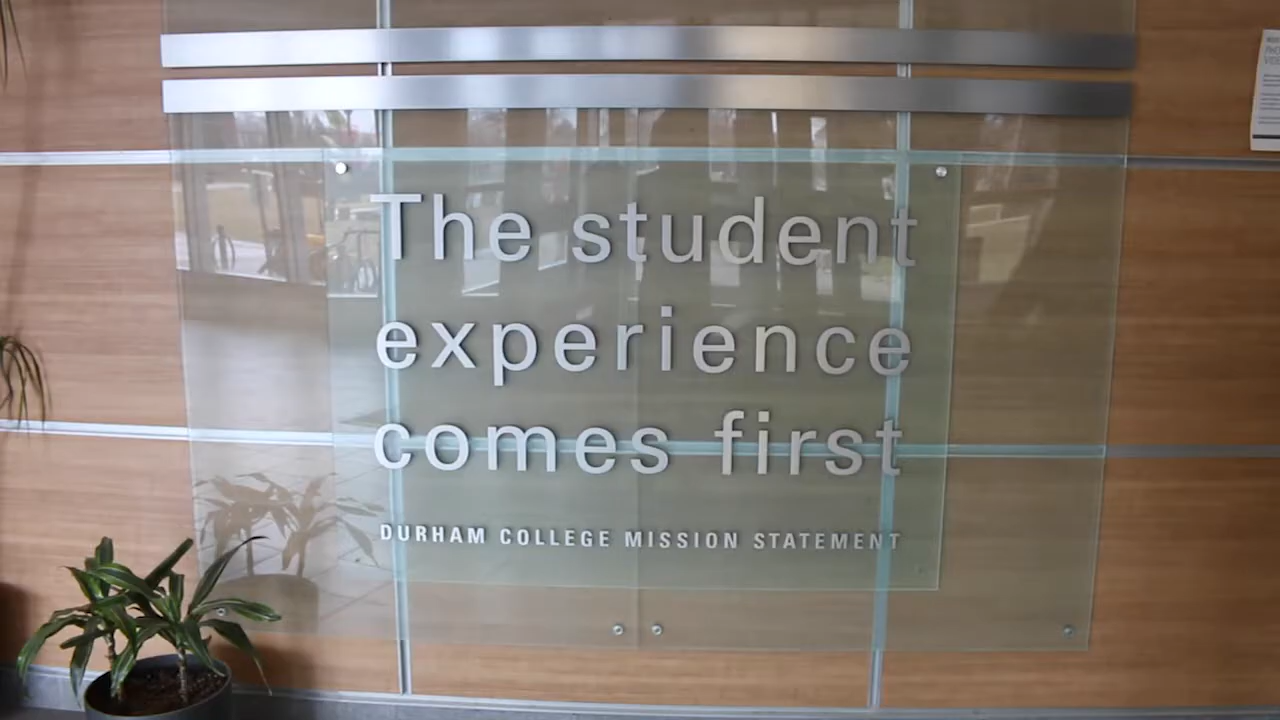 The student
experience
comes first
DURHAM COLLEGE MISSION STATEMENT